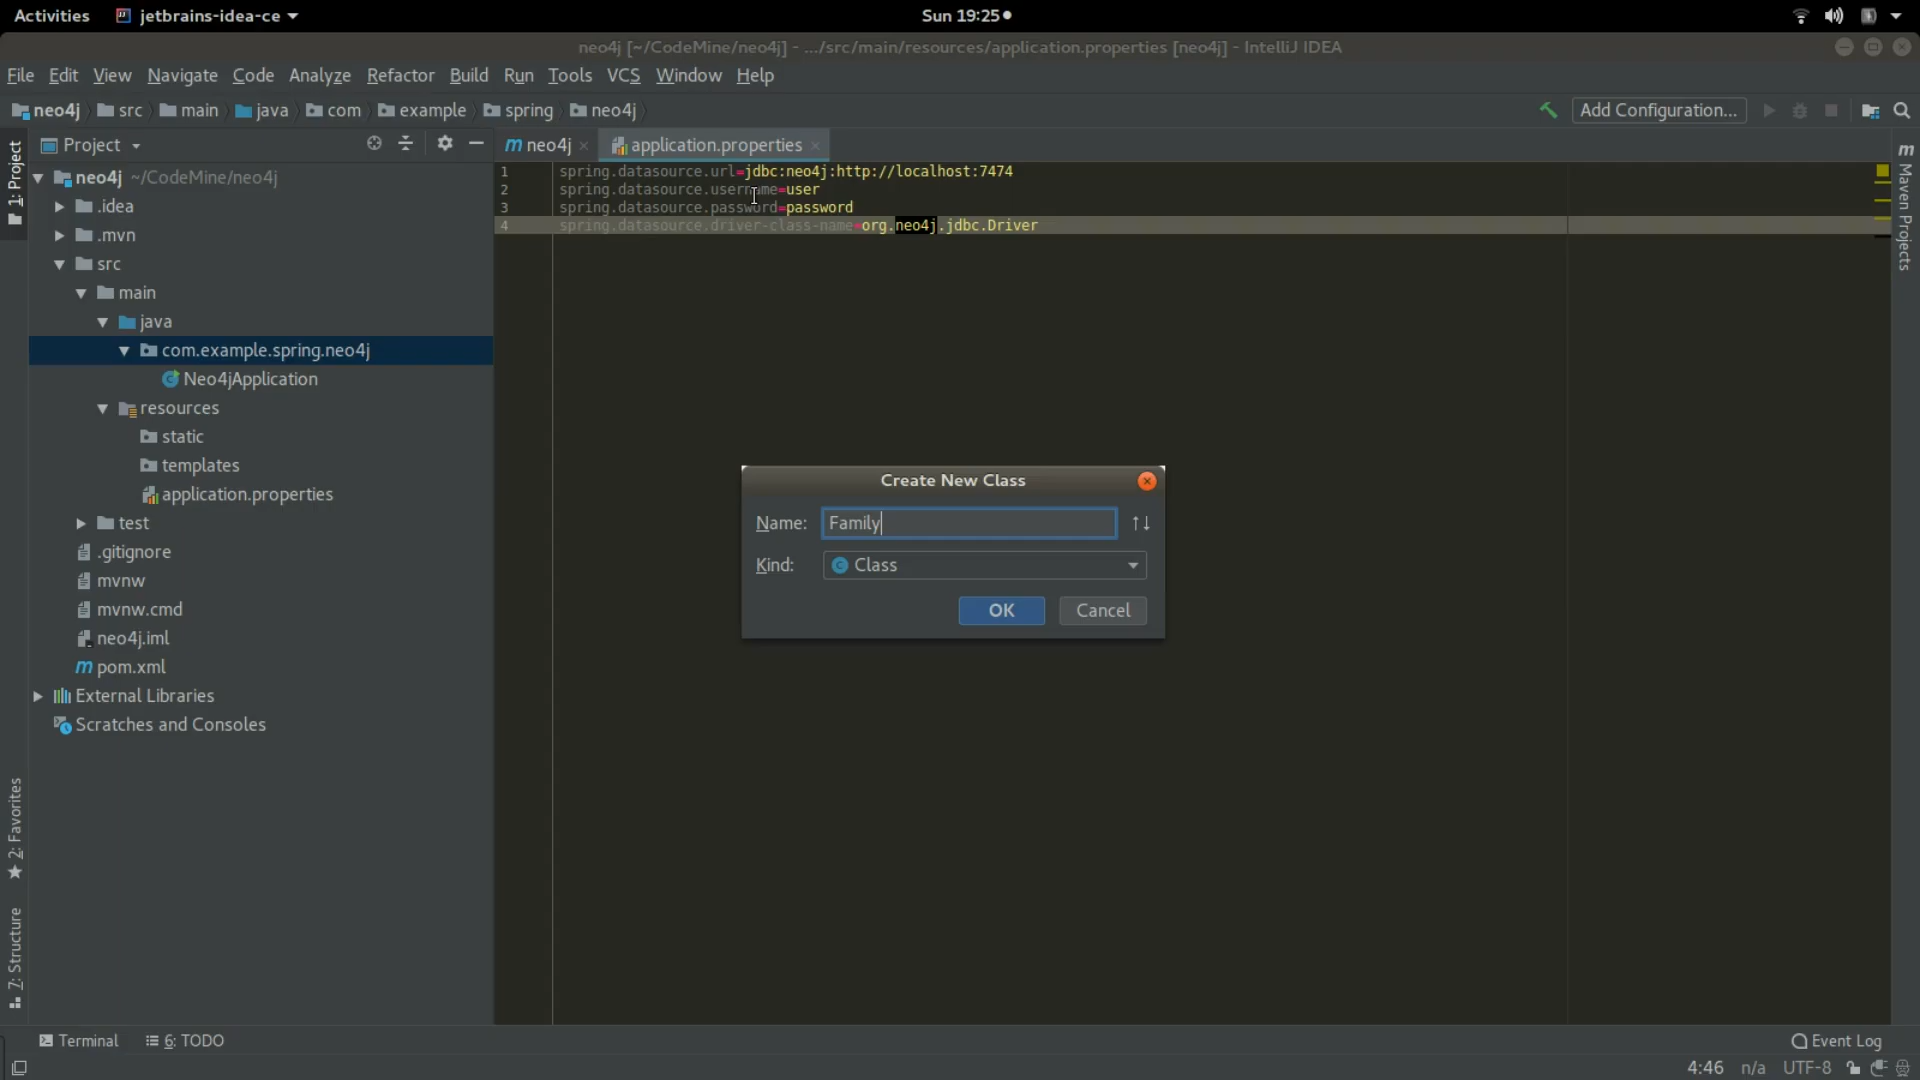 Activities jetbrains-idea-ce Sun 19:25
neo4j [~/CodeMine/neo4j] - .../src/main/resources/application.properties [neo4j] - IntelliJ IDEA
File Edit View Navigate Code Analyze Refactor Build Run Tools VCS Window Help
neo4j src main java com example spring neo4j Add Configuration...
Project neo4j application.properties
1: Project
Maven Projects
neo4j ~/CodeMine/neo4j
.idea
.mvn
src
main
java
com.example.spring.neo4j
Neo4jApplication
resources
static
templates
application.properties
test
.gitignore
mvnw
mvnw.cmd
neo4j.iml
pom.xml
External Libraries
Scratches and Consoles
1 spring.datasource.url=jdbc:neo4j:http://localhost:7474
2 spring.datasource.username=user
3 spring.datasource.password=password
4 spring.datasource.driver-class-name=org.neo4j.jdbc.Driver
Create New Class
Name: Family
Kind: Class
OK Cancel
2: Favorites
7: Structure
Terminal 6: TODO Event Log
4:46 n/a UTF-8